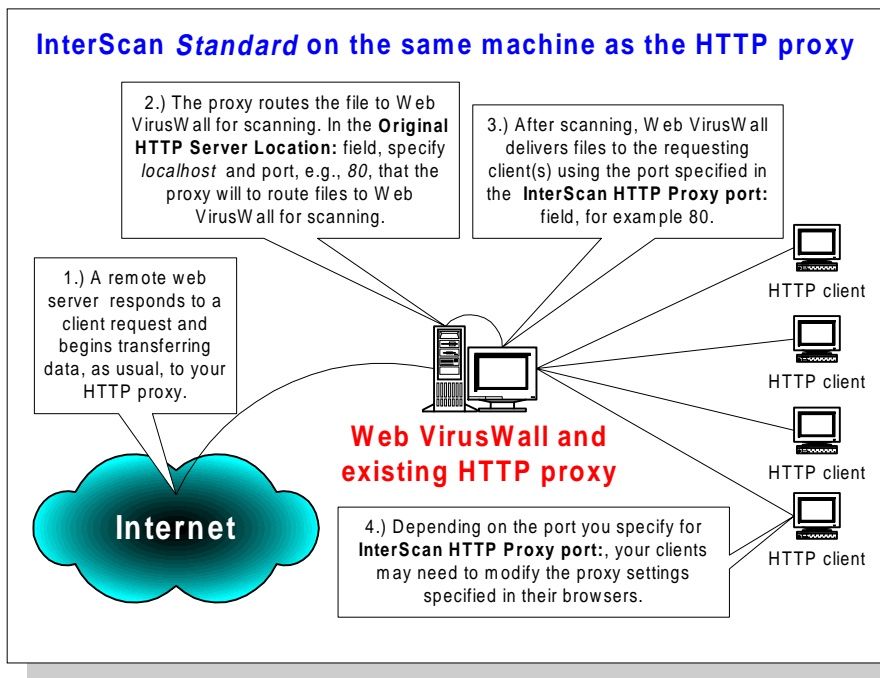 InterScan Standard on the same machine as the HTTP proxy
2.) The proxy routes the file to Web
VirusWall for scanning. In the Original
HTTP Server Location: field, specify
localhost and port, e.g., 80, that the
proxy will to route files to Web
VirusWall for scanning.
3.) After scanning, Web VirusWall
delivers files to the requesting
client(s) using the port specified in
the InterScan HTTP Proxy port:
field, for example 80.
1.) A remote web
server responds to a
client request and
begins transferring
data, as usual, to your
HTTP proxy.
HTTP client
HTTP client
HTTP client
HTTP client
Web VirusWall and
existing HTTP proxy
Internet
4.) Depending on the port you specify for
InterScan HTTP Proxy port:, your clients
may need to modify the proxy settings
specified in their browsers.